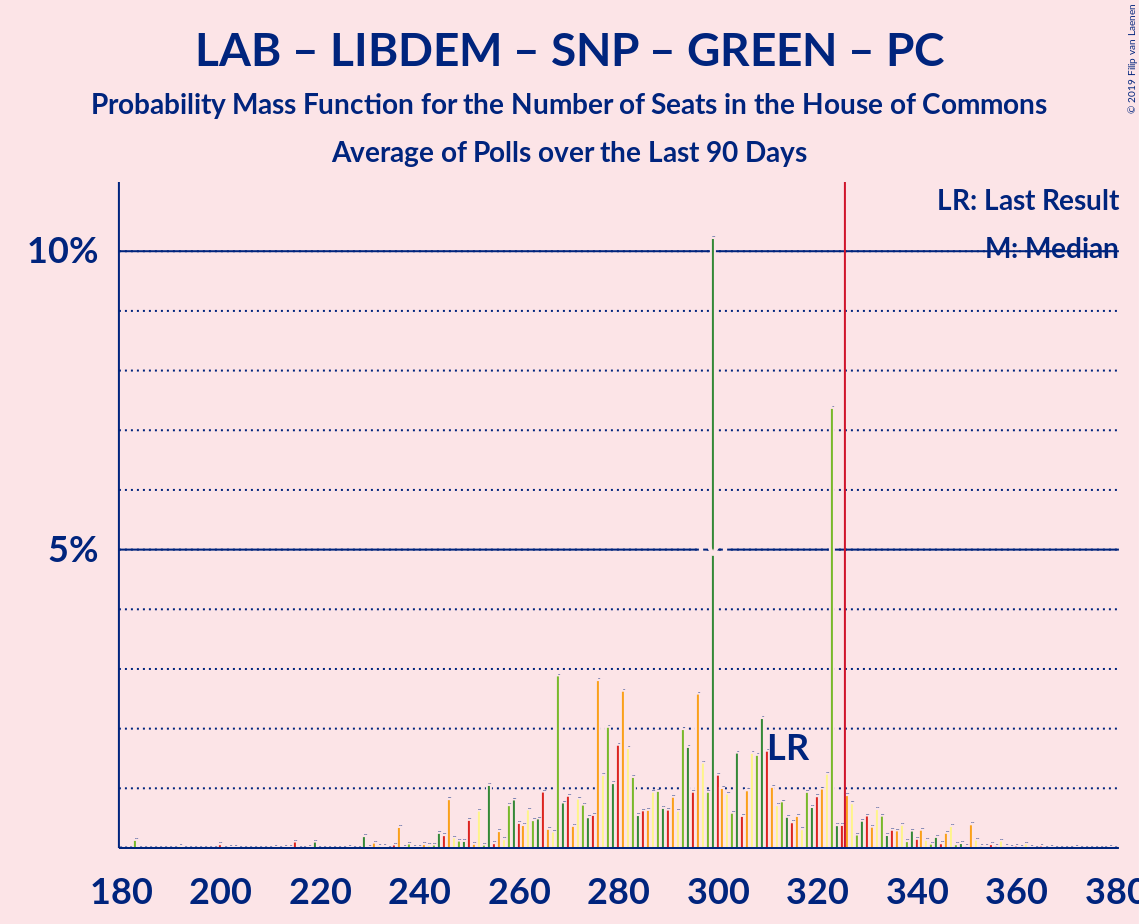 LAB – LIBDEM – SNP – GREEN – PC
Probability Mass Function for the Number of Seats in the House of Commons
Average of Polls over the Last 90 Days
© 2019 Filip van Laenen
LR: Last Result
M: Median
10%
5%
LR
180 200 220 240 260 280 300 320 340 360 380